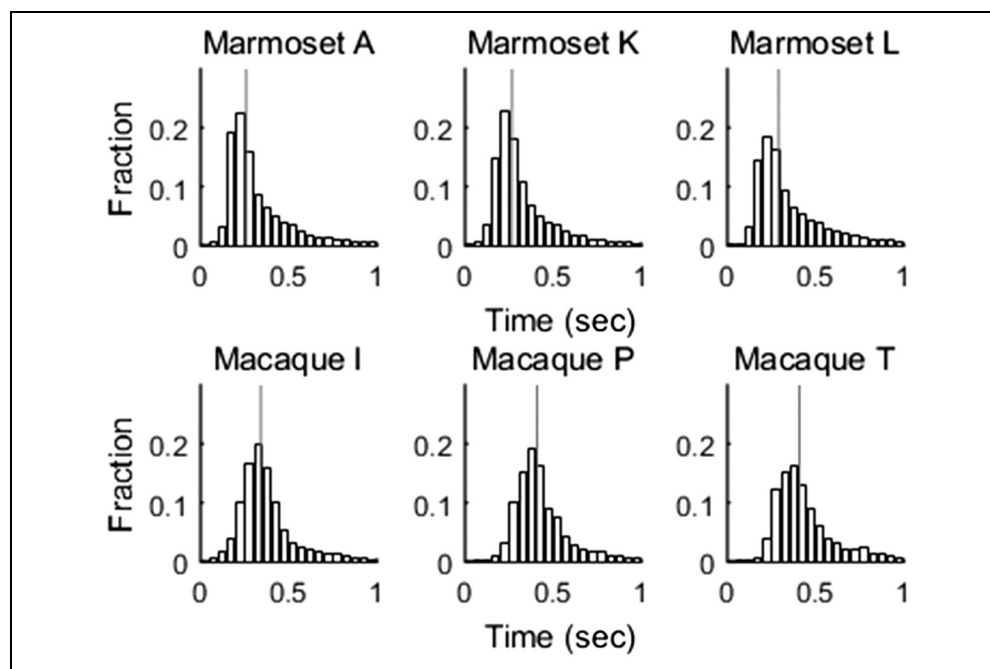 Marmoset A Marmoset K Marmoset L
Fraction
0.2 0.2 0.2
0.1 0.1 0.1
0 0 0
0 0.5 1 0 0.5 1 0 0.5 1
Time (sec)
Macaque I Macaque P Macaque T
Fraction
0.2 0.2 0.2
0.1 0.1 0.1
0 0 0
0 0.5 1 0 0.5 1 0 0.5 1
Time (sec)